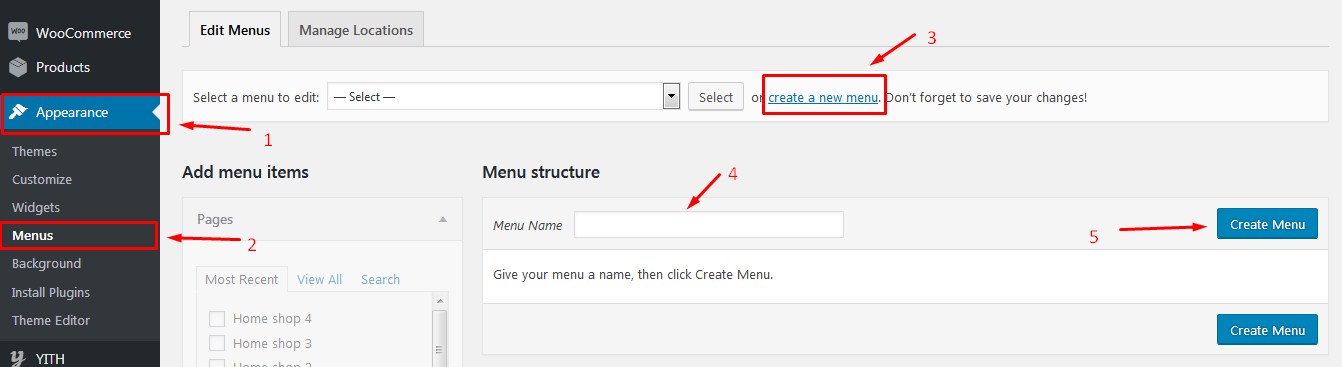 WOO WooCommerce
Products
Appearance
Themes
Customize
Widgets
Menus
Background
Install Plugins
Theme Editor
YITH
1
2
Edit Menus Manage Locations
3
Select a menu to edit: — Select — Select or create a new menu. Don't forget to save your changes!
Add menu items
Pages
Most Recent View All Search
Home shop 4
Home shop 3
Menu structure
4
Menu Name
5
Create Menu
Give your menu a name, then click Create Menu.
Create Menu